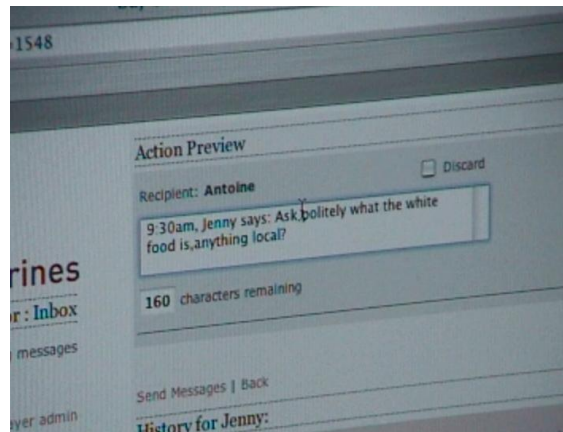 1548
Action Preview
Recipient: Antoine
Discard
9:30am, Jenny says: Ask,politely what the white
food is,anything local?
160 characters remaining
rines
r : Inbox
messages
Send Messages | Back
yer admin
History for Jenny: